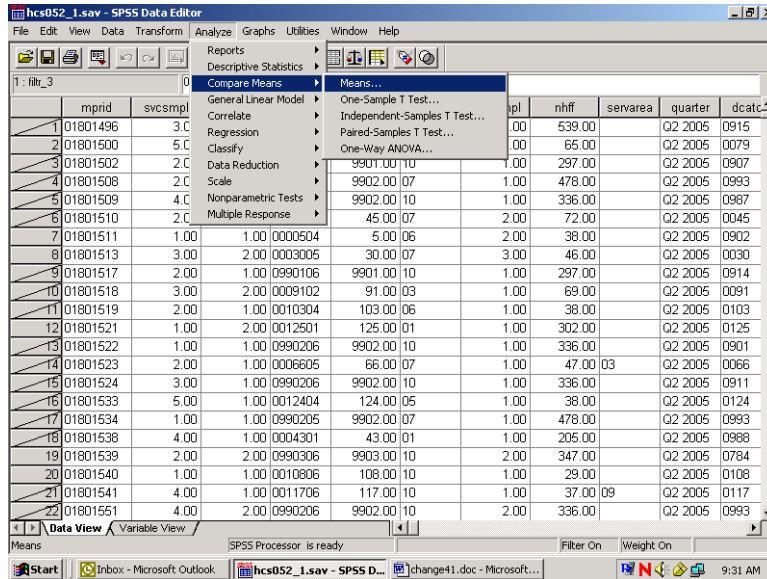 hcs052_1.sav - SPSS Data Editor
File Edit View Data Transform Analyze Graphs Utilities Window Help
Reports
Descriptive Statistics
Compare Means
General Linear Model
Correlate
Regression
Classify
Data Reduction
Scale
Nonparametric Tests
Multiple Response
Means...
One-Sample T Test...
Independent-Samples T Test...
Paired-Samples T Test...
One-Way ANOVA...
1 : filtr_3 0
mprid svcsmpl npl nhff servarea quarter dcatc
1 01801496 3.0 .00 539.00 Q2 2005 0915
2 01801500 5.0 .00 65.00 Q2 2005 0079
3 01801502 2.0 9901.00 10 1.00 297.00 Q2 2005 0907
4 01801508 2.0 9902.00 07 1.00 478.00 Q2 2005 0993
5 01801509 4.0 9902.00 10 1.00 336.00 Q2 2005 0987
6 01801510 2.0 45.00 07 2.00 72.00 Q2 2005 0045
7 01801511 1.00 1.00 0000504 5.00 06 2.00 38.00 Q2 2005 0902
8 01801513 3.00 2.00 0003005 30.00 07 3.00 46.00 Q2 2005 0030
9 01801517 2.00 1.00 0990106 9901.00 10 1.00 297.00 Q2 2005 0914
10 01801518 3.00 2.00 0009102 91.00 03 1.00 69.00 Q2 2005 0091
11 01801519 2.00 1.00 0010304 103.00 06 1.00 38.00 Q2 2005 0103
12 01801521 1.00 2.00 0012501 125.00 01 1.00 302.00 Q2 2005 0125
13 01801522 1.00 1.00 0990206 9902.00 10 1.00 336.00 Q2 2005 0901
14 01801523 2.00 1.00 0006605 66.00 07 1.00 47.00 03 Q2 2005 0066
15 01801524 3.00 1.00 0990206 9902.00 10 1.00 336.00 Q2 2005 0911
16 01801533 5.00 1.00 0012404 124.00 05 1.00 38.00 Q2 2005 0124
17 01801534 1.00 1.00 0990205 9902.00 07 1.00 478.00 Q2 2005 0993
18 01801538 4.00 1.00 0004301 43.00 01 1.00 205.00 Q2 2005 0988
19 01801539 2.00 2.00 0990306 9903.00 10 2.00 347.00 Q2 2005 0784
20 01801540 1.00 1.00 0010806 108.00 10 1.00 29.00 Q2 2005 0108
21 01801541 4.00 1.00 0011706 117.00 10 1.00 37.00 09 Q2 2005 0117
22 01801551 4.00 2.00 0990206 9902.00 10 2.00 336.00 Q2 2005 0993
Data View Variable View
Means SPSS Processor is ready Filter On Weight On
Start Inbox - Microsoft Outlook hcs052_1.sav - SPSS D... change41.doc - Microsoft... 9:31 AM